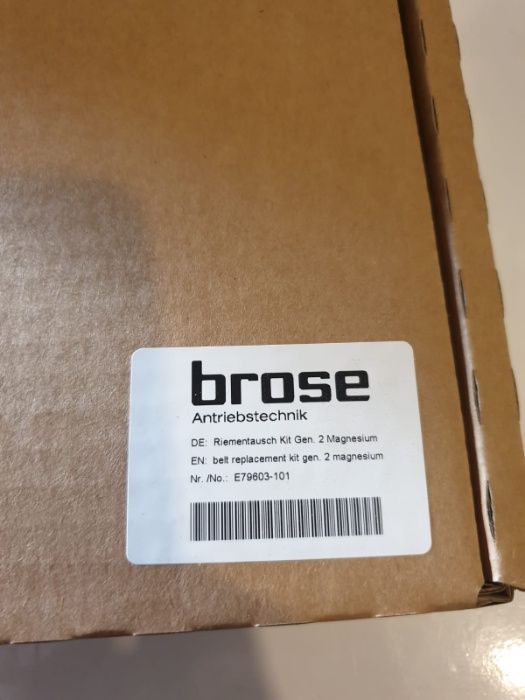 brose
Antriebstechnik
DE: Riementausch Kit Gen. 2 Magnesium
EN: belt replacement kit gen. 2 magnesium
Nr. /No.: E79603-101